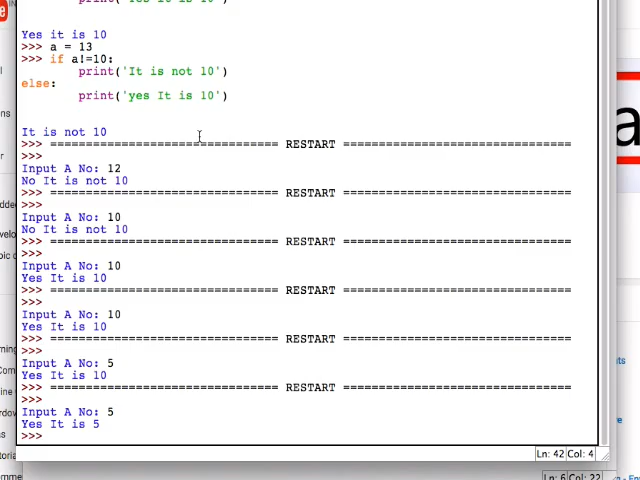 Yes it is 10
>>> a = 13
>>> if a!=10:
print('It is not 10')
else:
print('yes It is 10')
It is not 10
>>> ================================ RESTART ================================
>>>
Input A No: 12
No It is not 10
>>> ================================ RESTART ================================
>>>
Input A No: 10
No It is not 10
>>> ================================ RESTART ================================
>>>
Input A No: 10
Yes It is 10
>>> ================================ RESTART ================================
>>>
Input A No: 10
Yes It is 10
>>> ================================ RESTART ================================
>>>
Input A No: 5
Yes It is 10
>>> ================================ RESTART ================================
>>>
Input A No: 5
Yes It is 5
>>>
Ln: 42 Col: 4
Ln: 6 Col: 22